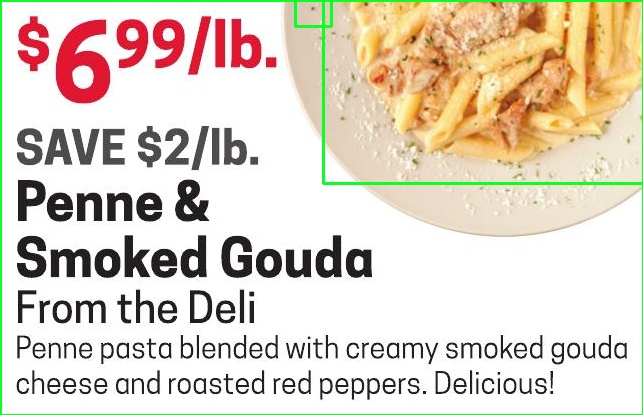 $6.99/lb.
SAVE $2/lb.
Penne &
Smoked Gouda
From the Deli
Penne pasta blended with creamy smoked gouda
cheese and roasted red peppers. Delicious!